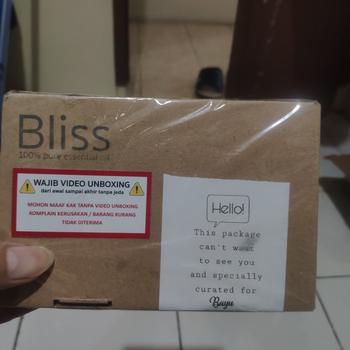 Bliss
100% pure essential oil
WAJIB VIDEO UNBOXING
dari awal sampai akhir tanpa jeda
MOHON MAAF KAK TANPA VIDEO UNBOXING
KOMPLAIN KERUSAKAN / BARANG KURANG
TIDAK DITERIMA
Hello!
This package
can't wait
to see you
and specially
curated for
Bayu